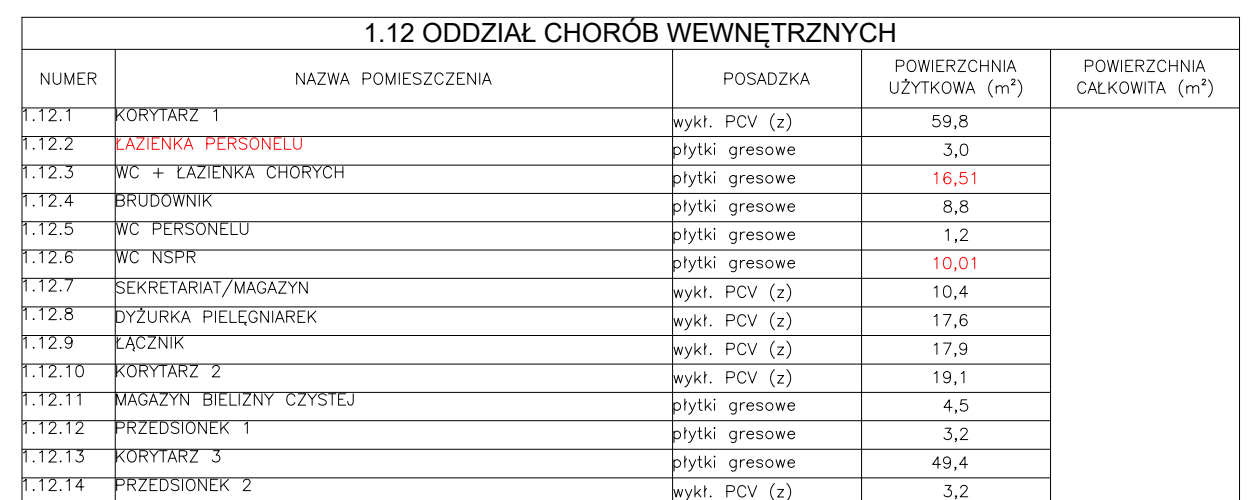 1.12 ODDZIAŁ CHORÓB WEWNĘTRZNYCH
NUMER NAZWA POMIESZCZENIA POSADZKA POWIERZCHNIA UŻYTKOWA (m²) POWIERZCHNIA CAŁKOWITA (m²)
1.12.1 KORYTARZ 1 wykł. PCV (z) 59,8
1.12.2 ŁAZIENKA PERSONELU płytki gresowe 3,0
1.12.3 WC + ŁAZIENKA CHORYCH płytki gresowe 16,51
1.12.4 BRUDOWNIK płytki gresowe 8,8
1.12.5 WC PERSONELU płytki gresowe 1,2
1.12.6 WC NSPR płytki gresowe 10,01
1.12.7 SEKRETARIAT/MAGAZYN wykł. PCV (z) 10,4
1.12.8 DYŻURKA PIELĘGNIAREK wykł. PCV (z) 17,6
1.12.9 ŁĄCZNIK wykł. PCV (z) 17,9
1.12.10 KORYTARZ 2 wykł. PCV (z) 19,1
1.12.11 MAGAZYN BIELIZNY CZYSTEJ płytki gresowe 4,5
1.12.12 PRZEDSIONEK 1 płytki gresowe 3,2
1.12.13 KORYTARZ 3 płytki gresowe 49,4
1.12.14 PRZEDSIONEK 2 wykł. PCV (z) 3,2